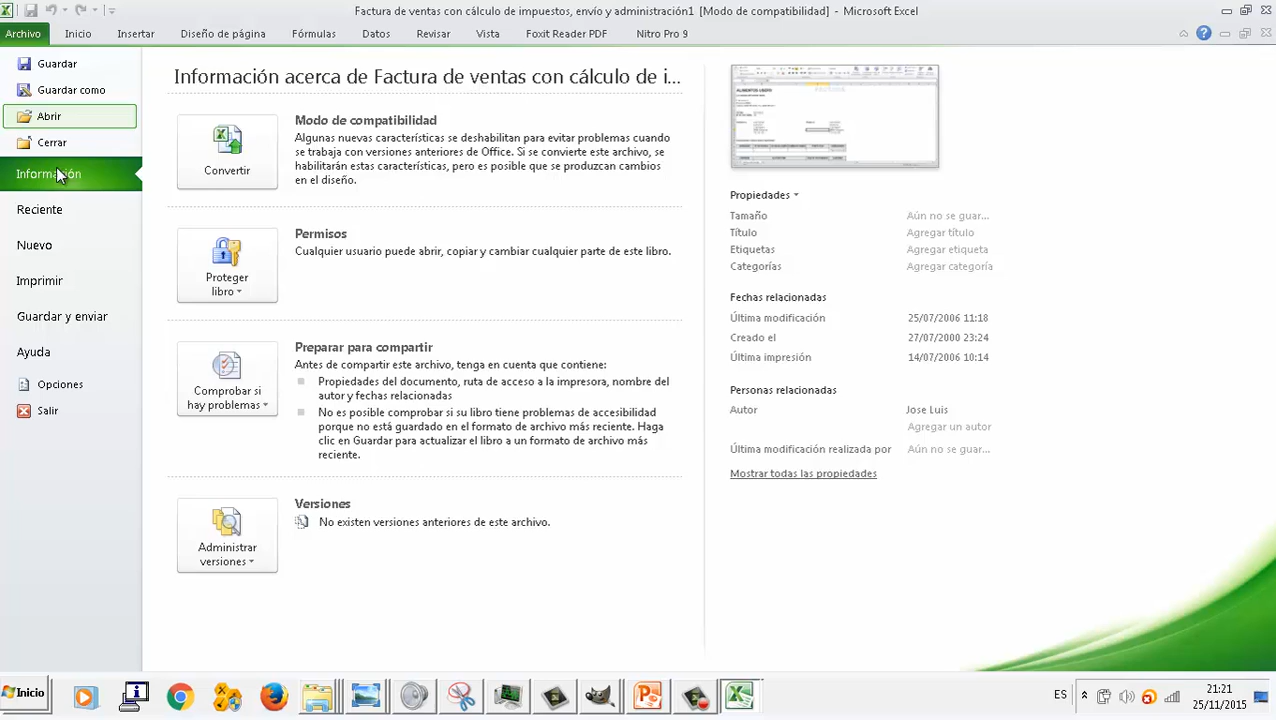 Factura de ventas con cálculo de impuestos, envío y administración1 [Modo de compatibilidad] - Microsoft Excel
Archivo Inicio Insertar Diseño de página Fórmulas Datos Revisar Vista Foxit Reader PDF Nitro Pro 9
Guardar
Reciente
Nuevo
Imprimir
Guardar y enviar
Ayuda
Opciones
Salir
Información acerca de Factura de ventas con cálculo de i...
Convertir
Modo de compatibilidad
Algunas nuevas características se deshabilitan para evitar problemas cuando
se trabaja con versiones anteriores de Office. Si se convierte este archivo, se
habilitarán estas características, pero es posible que se produzcan cambios
en el diseño.
Proteger
libro
Permisos
Cualquier usuario puede abrir, copiar y cambiar cualquier parte de este libro.
Comprobar si
hay problemas
Preparar para compartir
Antes de compartir este archivo, tenga en cuenta que contiene:
Propiedades del documento, ruta de acceso a la impresora, nombre del
autor y fechas relacionadas
No es posible comprobar si su libro tiene problemas de accesibilidad
porque no está guardado en el formato de archivo más reciente. Haga
clic en Guardar para actualizar el libro a un formato de archivo más
reciente.
Administrar
versiones
Versiones
No existen versiones anteriores de este archivo.
Propiedades
Tamaño Aún no se guar...
Título Agregar título
Etiquetas Agregar etiqueta
Categorías Agregar categoría
Fechas relacionadas
Última modificación 25/07/2006 11:18
Creado el 27/07/2000 23:24
Última impresión 14/07/2006 10:14
Personas relacionadas
Autor Jose Luis
Agregar un autor
Última modificación realizada por Aún no se guar...
Mostrar todas las propiedades
Inicio
ES
21:21
25/11/2015